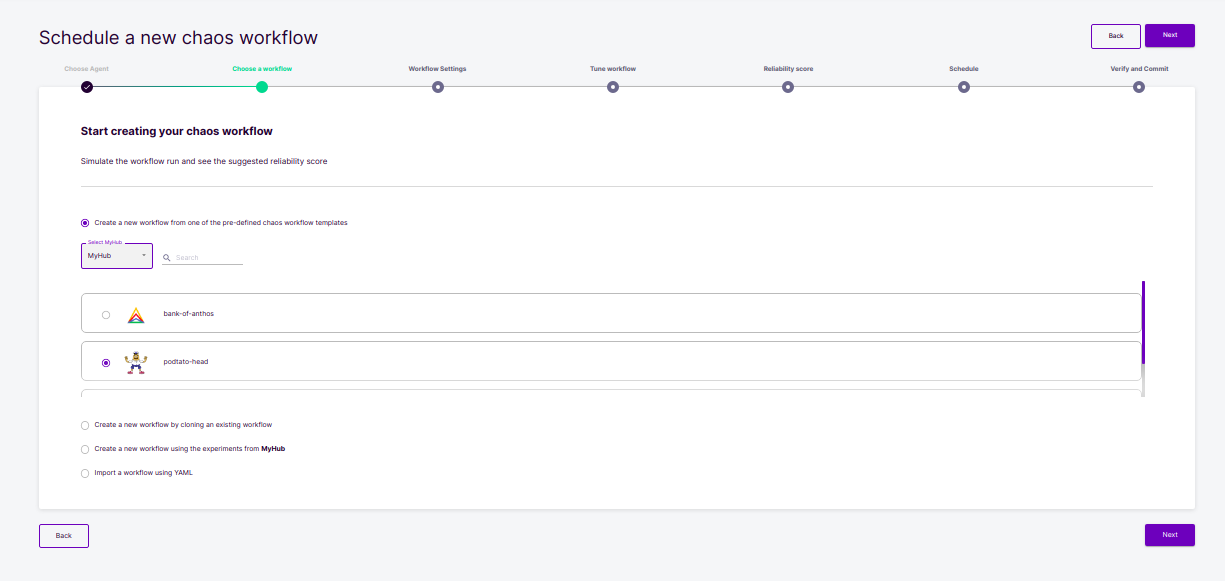 Schedule a new chaos workflow
Back
Next
Choose Agent
Choose a workflow
Workflow Settings
Tune workflow
Reliability score
Schedule
Verify and Commit
Start creating your chaos workflow
Simulate the workflow run and see the suggested reliability score
Create a new workflow from one of the pre-defined chaos workflow templates
Select MyHub
MyHub
Search
bank-of-anthos
podtato-head
Create a new workflow by cloning an existing workflow
Create a new workflow using the experiments from MyHub
Import a workflow using YAML
Back
Next